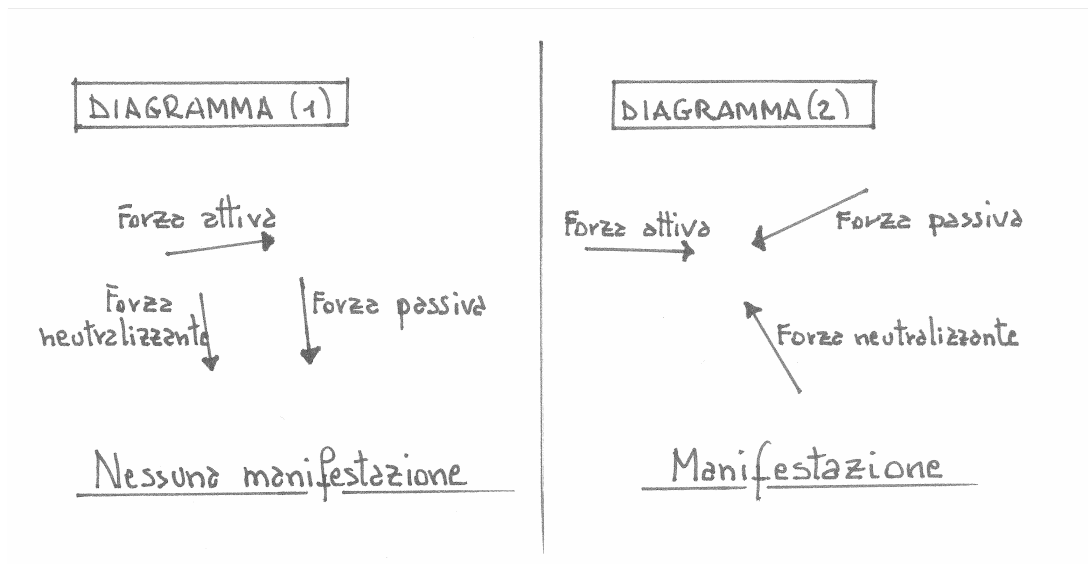 DIAGRAMMA (1)
Forza attiva
Forza
neutralizzante
Forza passiva
Nessuna manifestazione
DIAGRAMMA (2)
Forza attiva
Forza passiva
Forza neutralizzante
Manifestazione